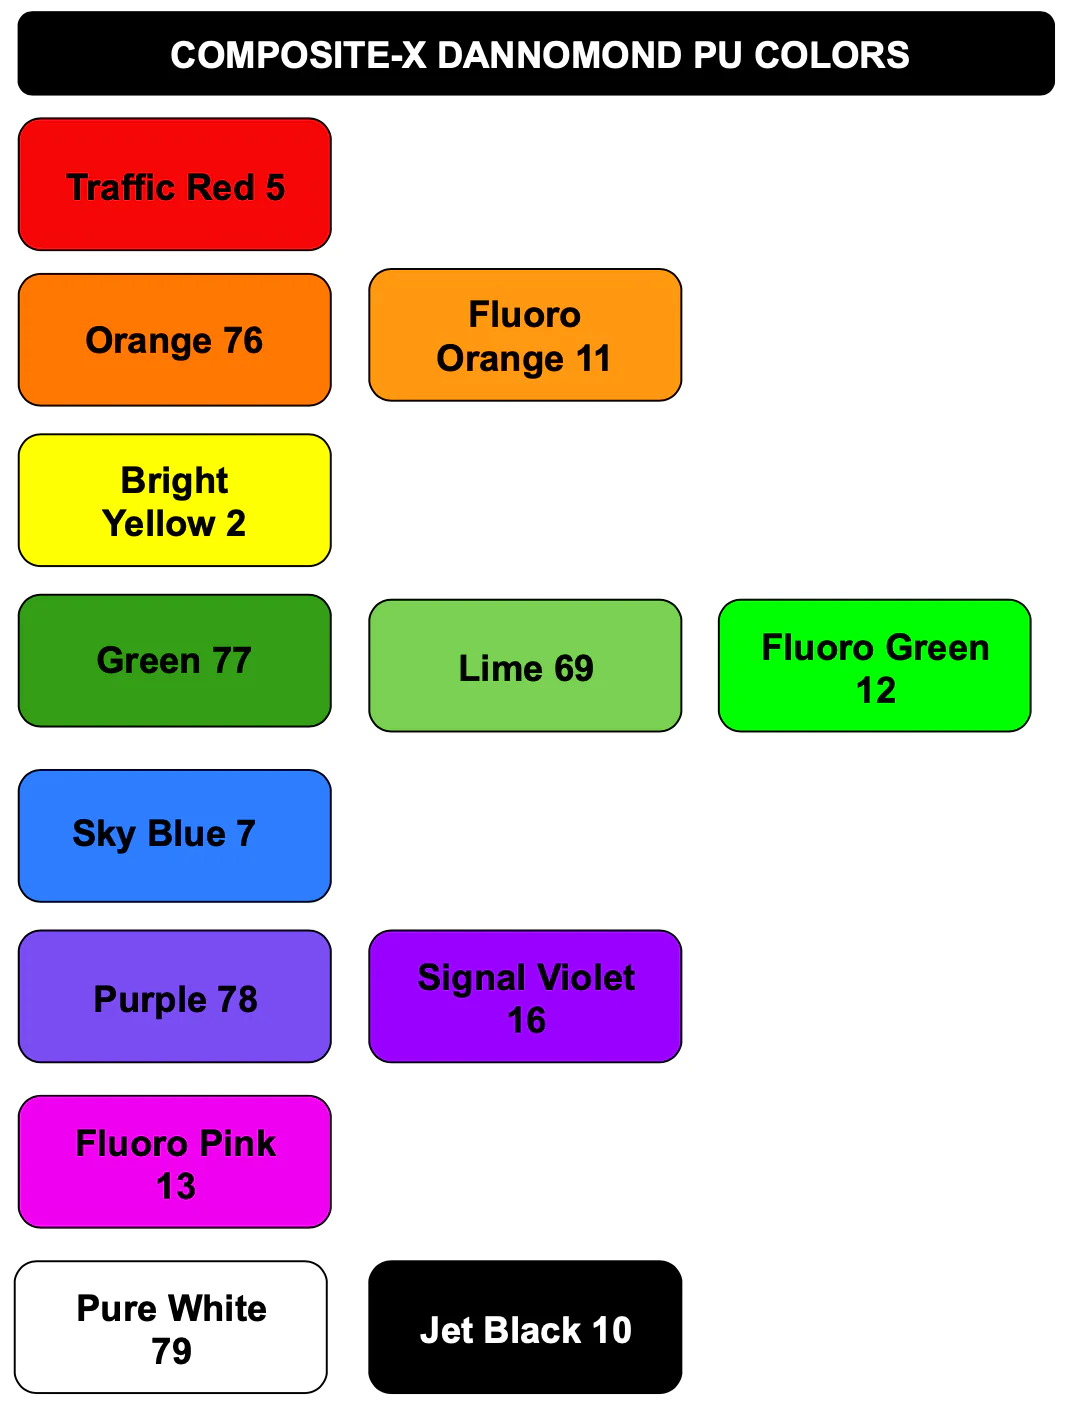 COMPOSITE-X DANNOMOND PU COLORS
Traffic Red 5
Orange 76
Fluoro
Orange 11
Bright
Yellow 2
Green 77
Lime 69
Fluoro Green
12
Sky Blue 7
Purple 78
Signal Violet
16
Fluoro Pink
13
Pure White
79
Jet Black 10